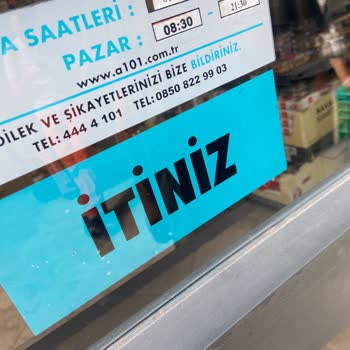 A SAATLERİ :
08:30 - 21:30
PAZAR :
www.a101.com.tr
DİLEK VE ŞİKAYETLERİNİZİ BİZE BİLDİRİNİZ.
TEL: 444 4 101 TEL: 0850 822 99 03
İTİNİZ